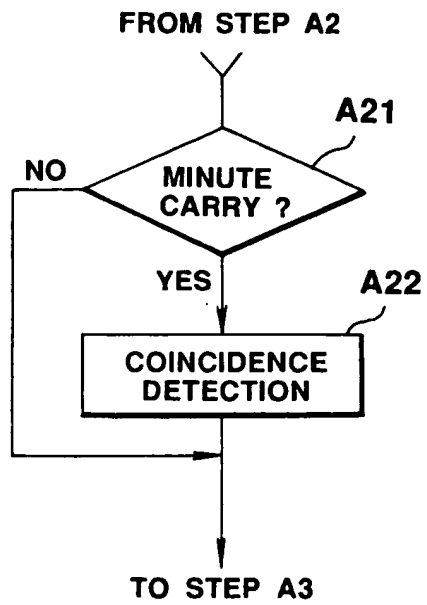 FROM STEP A2
A21
NO
MINUTE
CARRY ?
YES
A22
COINCIDENCE
DETECTION
TO STEP A3